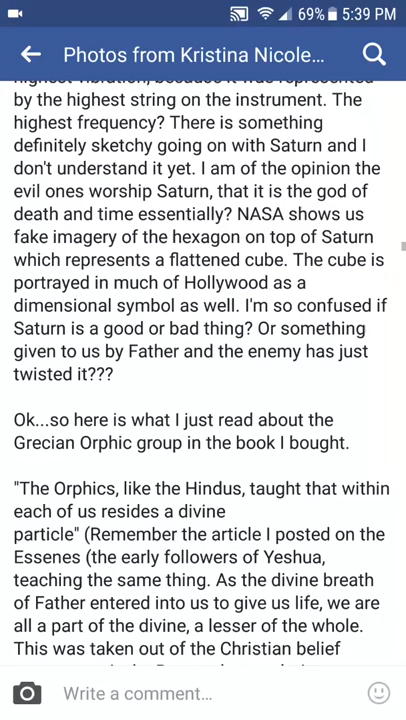 69% 5:39 PM
Photos from Kristina Nicole...
highest vibration, because it was represented
by the highest string on the instrument. The
highest frequency? There is something
definitely sketchy going on with Saturn and I
don't understand it yet. I am of the opinion the
evil ones worship Saturn, that it is the god of
death and time essentially? NASA shows us
fake imagery of the hexagon on top of Saturn
which represents a flattened cube. The cube is
portrayed in much of Hollywood as a
dimensional symbol as well. I'm so confused if
Saturn is a good or bad thing? Or something
given to us by Father and the enemy has just
twisted it???
Ok...so here is what I just read about the
Grecian Orphic group in the book I bought.
"The Orphics, like the Hindus, taught that within
each of us resides a divine
particle" (Remember the article I posted on the
Essenes (the early followers of Yeshua,
teaching the same thing. As the divine breath
of Father entered into us to give us life, we are
all a part of the divine, a lesser of the whole.
This was taken out of the Christian belief
Write a comment...